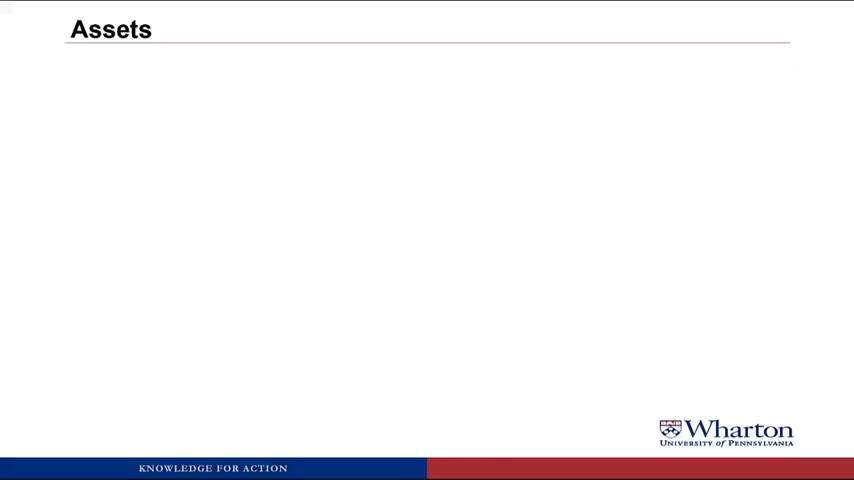 Assets
Wharton
UNIVERSITY of PENNSYLVANIA
KNOWLEDGE FOR ACTION